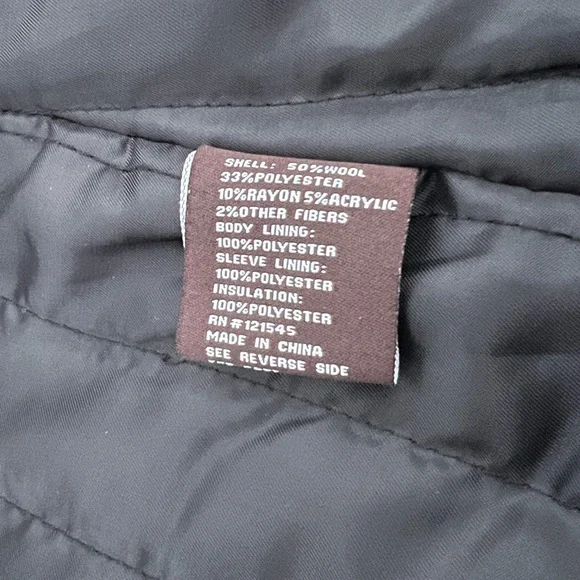 SHELL: 50%WOOL
33%POLYESTER
10%RAYON 5%ACRYLIC
2%OTHER FIBERS
BODY LINING:
100%POLYESTER
SLEEVE LINING:
100%POLYESTER
INSULATION:
100%POLYESTER
RN#121545
MADE IN CHINA
SEE REVERSE SIDE